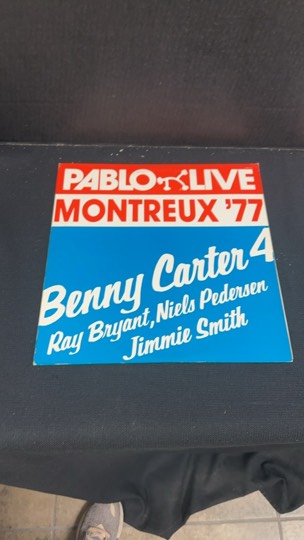 PABLO LIVE
MONTREUX '77
Benny Carter 4
Ray Bryant, Niels Pedersen
Jimmie Smith